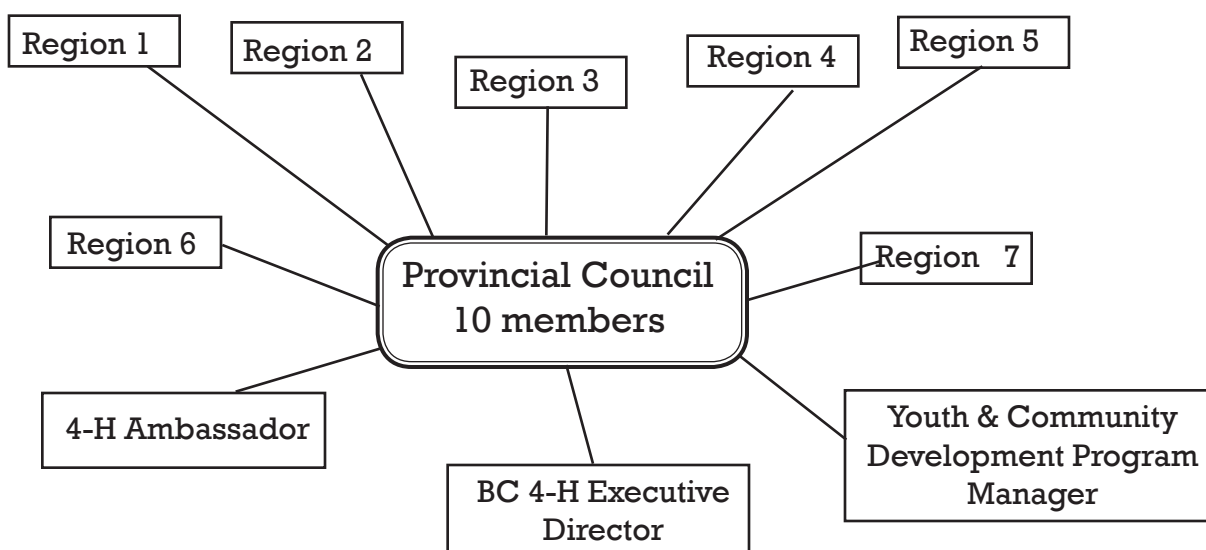 Region 1
Region 2
Region 3
Region 4
Region 5
Region 6
Provincial Council
10 members
Region 7
4-H Ambassador
BC 4-H Executive
Director
Youth & Community
Development Program
Manager